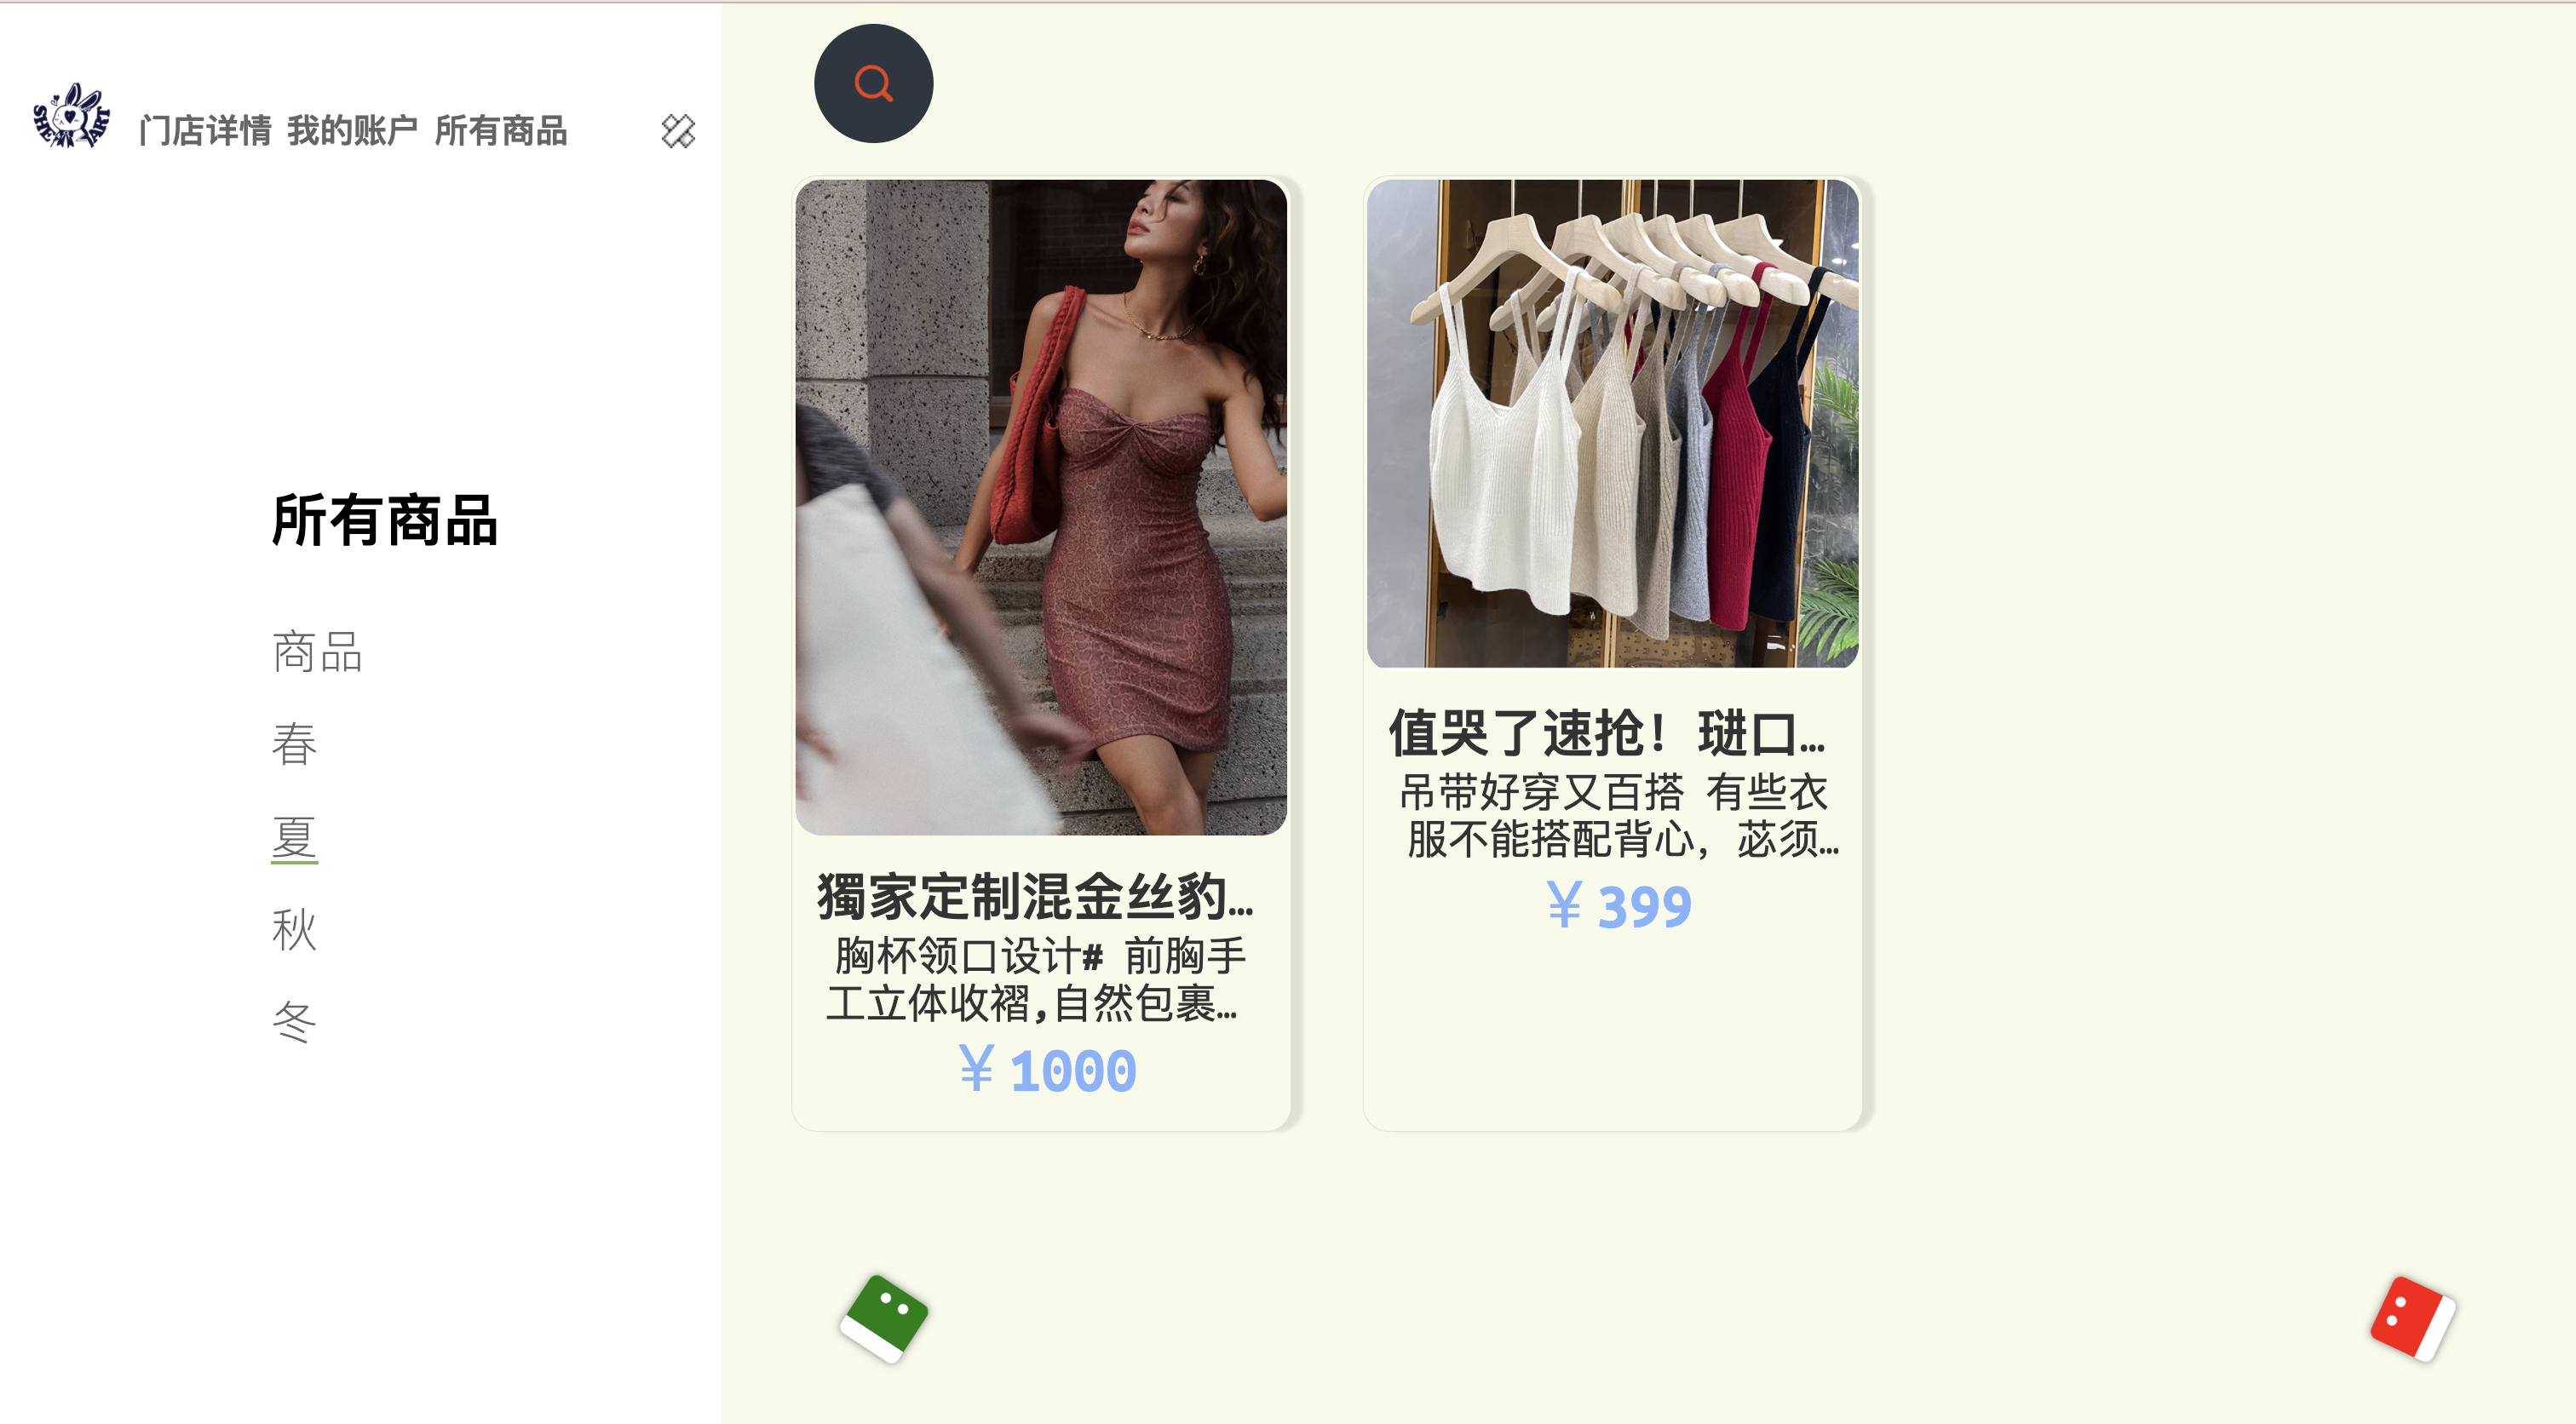 SHE MART
门店详情 我的账户 所有商品
所有商品
商品
春
夏
秋
冬
獨家定制混金丝豹...
胸杯领口设计# 前胸手
工立体收褶,自然包裹...
￥1000
值哭了速抢！琎口...
吊带好穿又百搭 有些衣
服不能搭配背心，苾须...
￥399